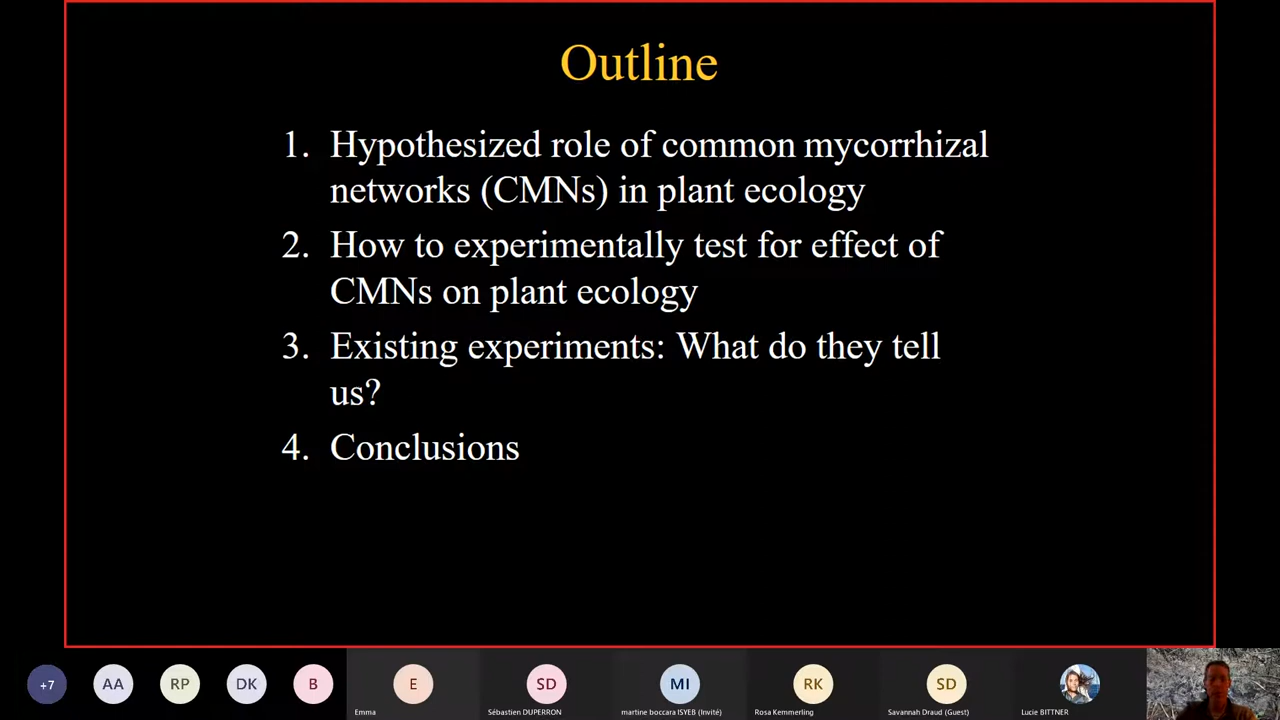 Outline
1. Hypothesized role of common mycorrhizal
networks (CMNs) in plant ecology
2. How to experimentally test for effect of
CMNs on plant ecology
3. Existing experiments: What do they tell
us?
4. Conclusions
+7
AA
RP
DK
B
E
SD
MI
RK
SD
Emma
Sébastien DUPERRON
martine boccara ISYEB (Invité)
Rosa Kemmerling
Savannah Draud (Guest)
Lucie BITTNER